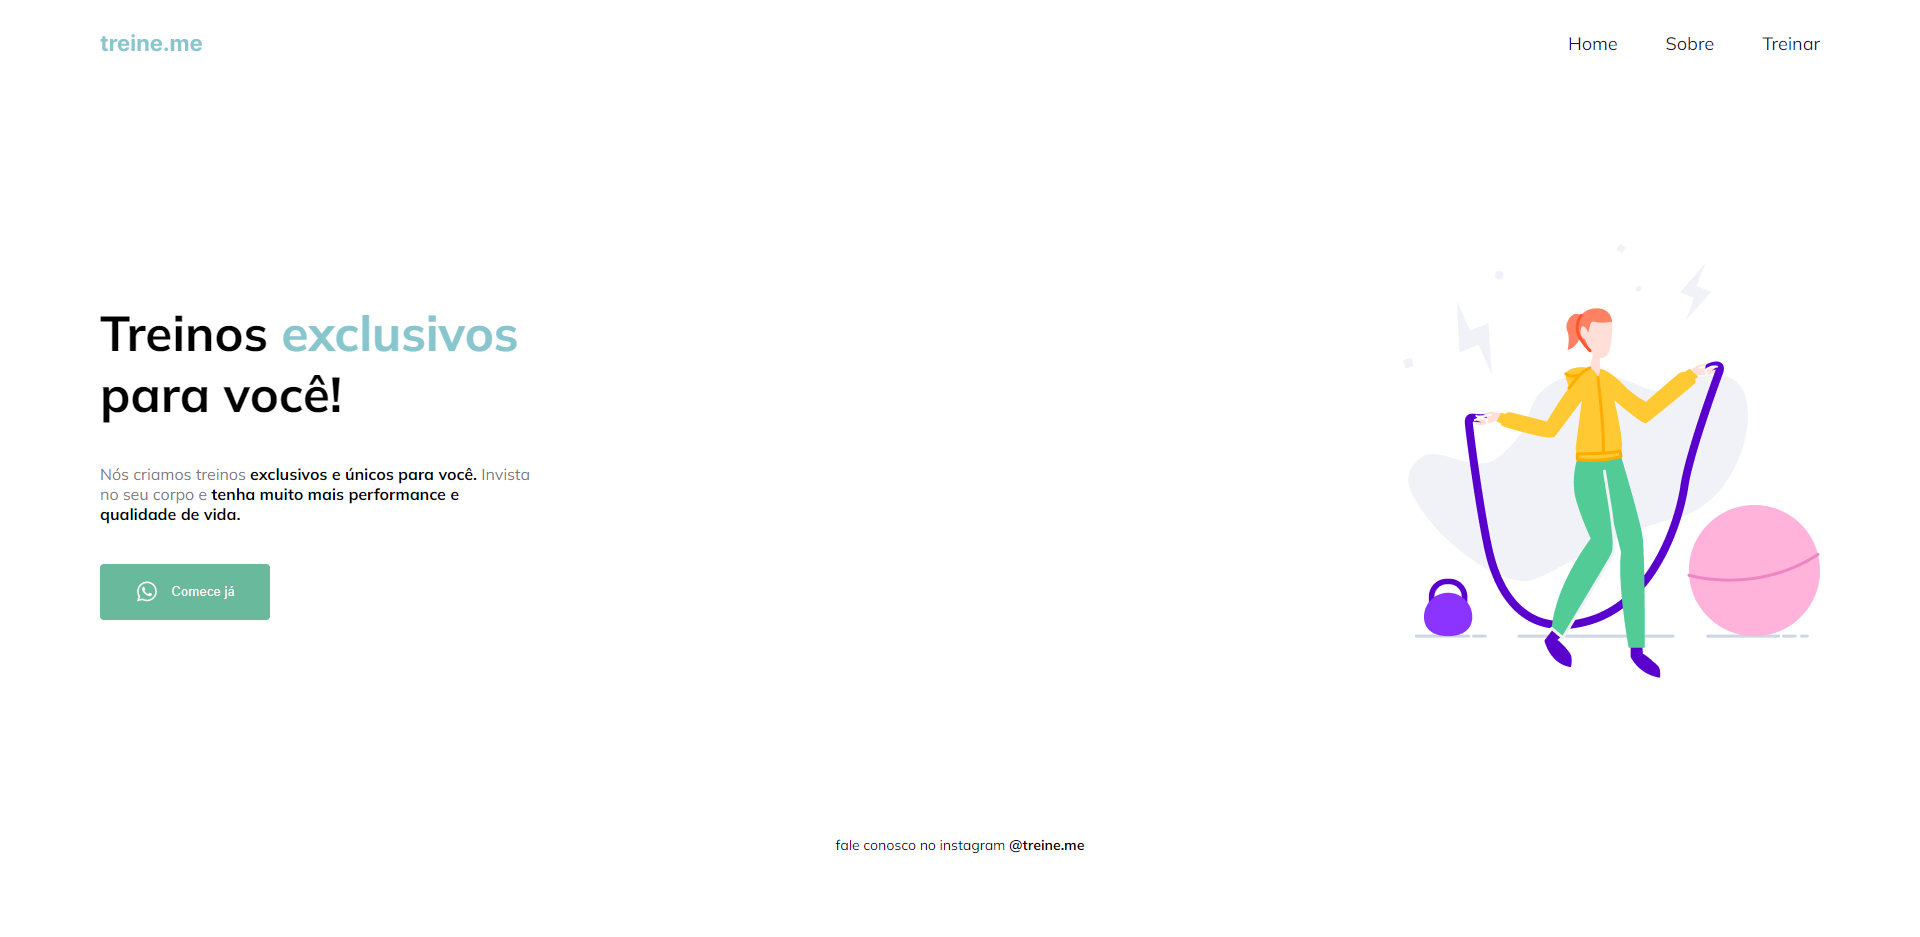 treine.me
Home
Sobre
Treinar
Treinos exclusivos
para você!
Nós criamos treinos exclusivos e únicos para você. Invista
no seu corpo e tenha muito mais performance e
qualidade de vida.
Comece já
fale conosco no instagram @treine.me